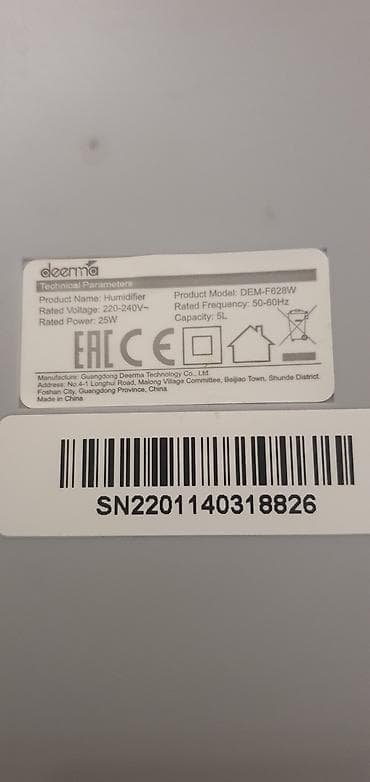 deerma
Technical Parameters
Product Name: Humidifier
Product Model: DEM-F628W
Rated Voltage: 220-240V~
Rated Frequency: 50-60Hz
Rated Power: 25W
Capacity: 5L
EAC CE
Manufacture: Guangdong Deerma Technology Co., Ltd.
Address: No.4-1 Longhui Road, Malong Village Committee, Beijiao Town, Shunde District.
Foshan City, Guangdong Province, China.
Made in China.
SN2201140318826